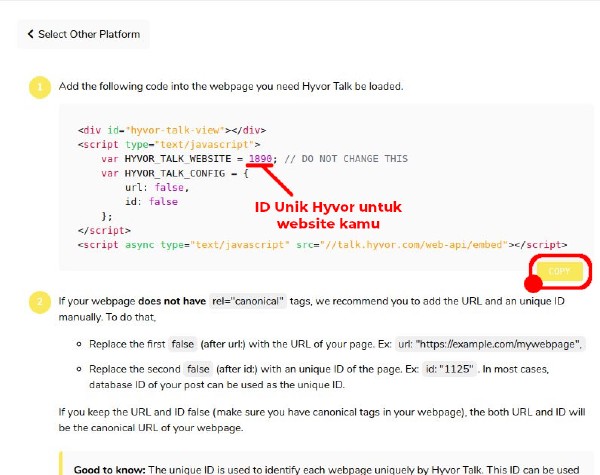 Select Other Platform
1 Add the following code into the webpage you need Hyvor Talk be loaded.
<div id="hyvor-talk-view"></div>
<script type="text/javascript">
var HYVOR_TALK_WEBSITE = 1890; // DO NOT CHANGE THIS
var HYVOR_TALK_CONFIG = {
url: false,
id: false
};
</script>
<script async type="text/javascript" src="//talk.hyvor.com/web-api/embed"></script>
ID Unik Hyvor untuk
website kamu
COPY
2 If your webpage does not have rel="canonical" tags, we recommend you to add the URL and an unique ID
manually. To do that,
Replace the first false (after url:) with the URL of your page. Ex: url: "https://example.com/mywebpage",
Replace the second false (after id:) with an unique ID of the page. Ex: id: "1125" . In most cases,
database ID of your post can be used as the unique ID.
If you keep the URL and ID false (make sure you have canonical tags in your webpage), the both URL and ID will
be the canonical URL of your webpage.
Good to know: The unique ID is used to identify each webpage uniquely by Hyvor Talk. This ID can be used